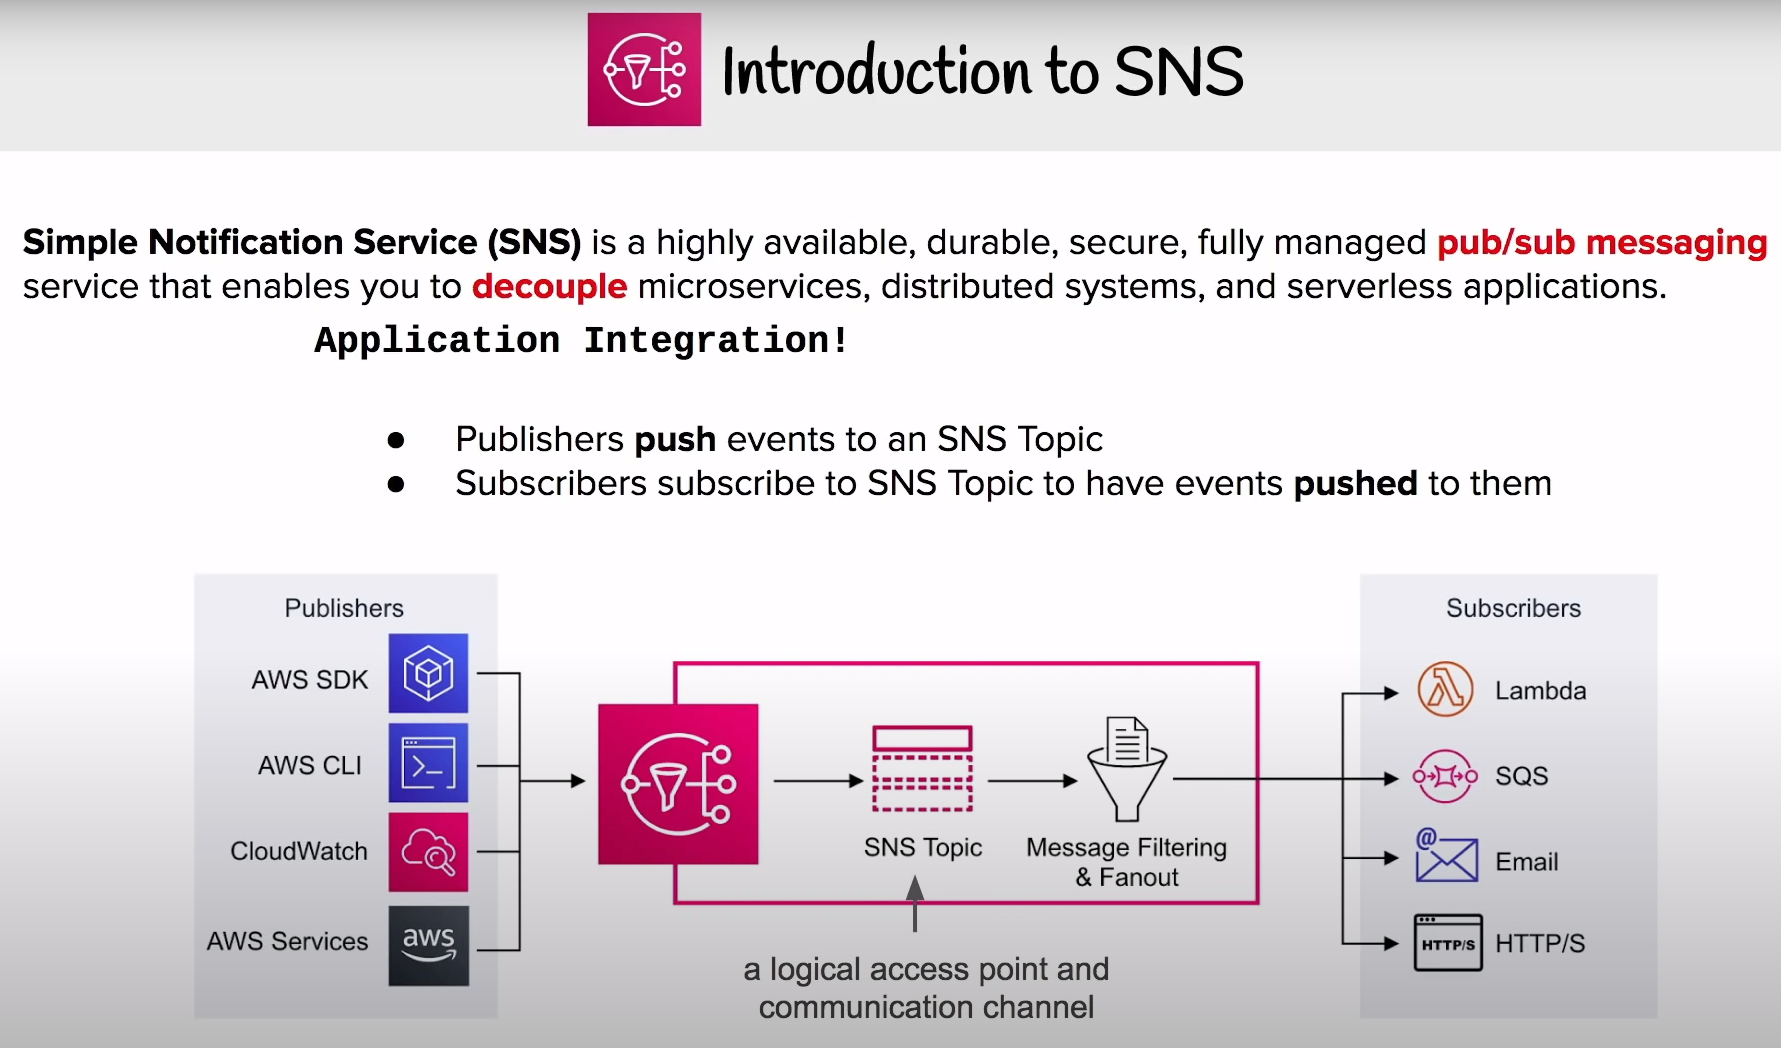 Introduction to SNS
Simple Notification Service (SNS) is a highly available, durable, secure, fully managed pub/sub messaging
service that enables you to decouple microservices, distributed systems, and serverless applications.
Application Integration!
● Publishers push events to an SNS Topic
● Subscribers subscribe to SNS Topic to have events pushed to them
Publishers
AWS SDK
AWS CLI
CloudWatch
AWS Services
aws
SNS Topic
Message Filtering
& Fanout
a logical access point and
communication channel
Subscribers
Lambda
SQS
@
Email
HTTP/S
HTTP/S